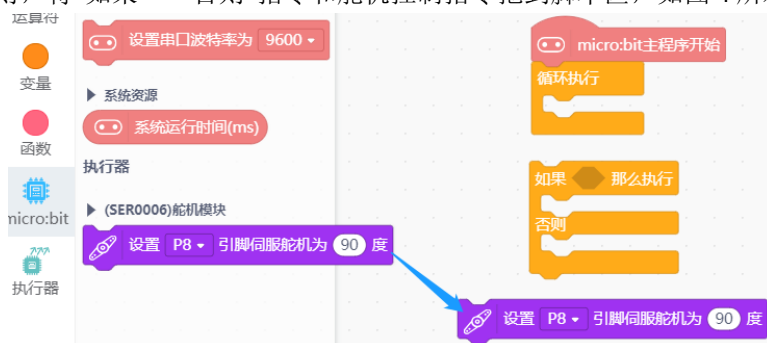 运算符
变量
函数
micro:bit
执行器
设置串口波特率为 9600
系统资源
系统运行时间(ms)
执行器
(SER0006)舵机模块
设置 P8 引脚伺服舵机为 90 度
micro:bit主程序开始
循环执行
如果 那么执行
否则
设置 P8 引脚伺服舵机为 90 度